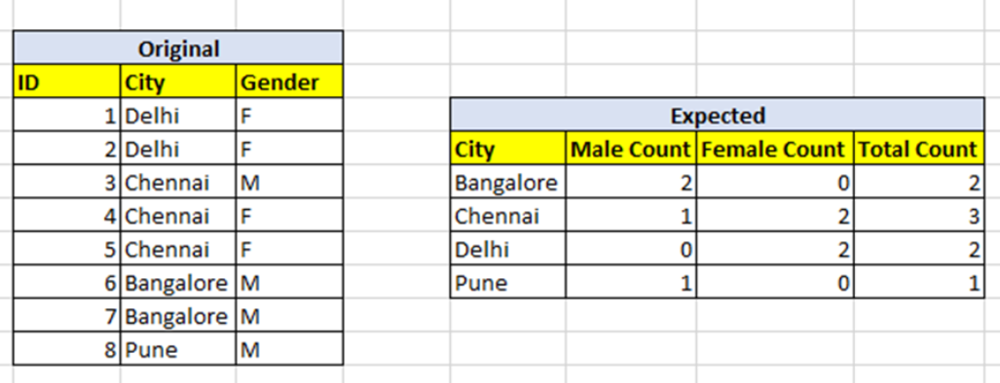 Original
ID City Gender
1 Delhi F
2 Delhi F
3 Chennai M
4 Chennai F
5 Chennai F
6 Bangalore M
7 Bangalore M
8 Pune M
Expected
City Male Count Female Count Total Count
Bangalore 2 0 2
Chennai 1 2 3
Delhi 0 2 2
Pune 1 0 1